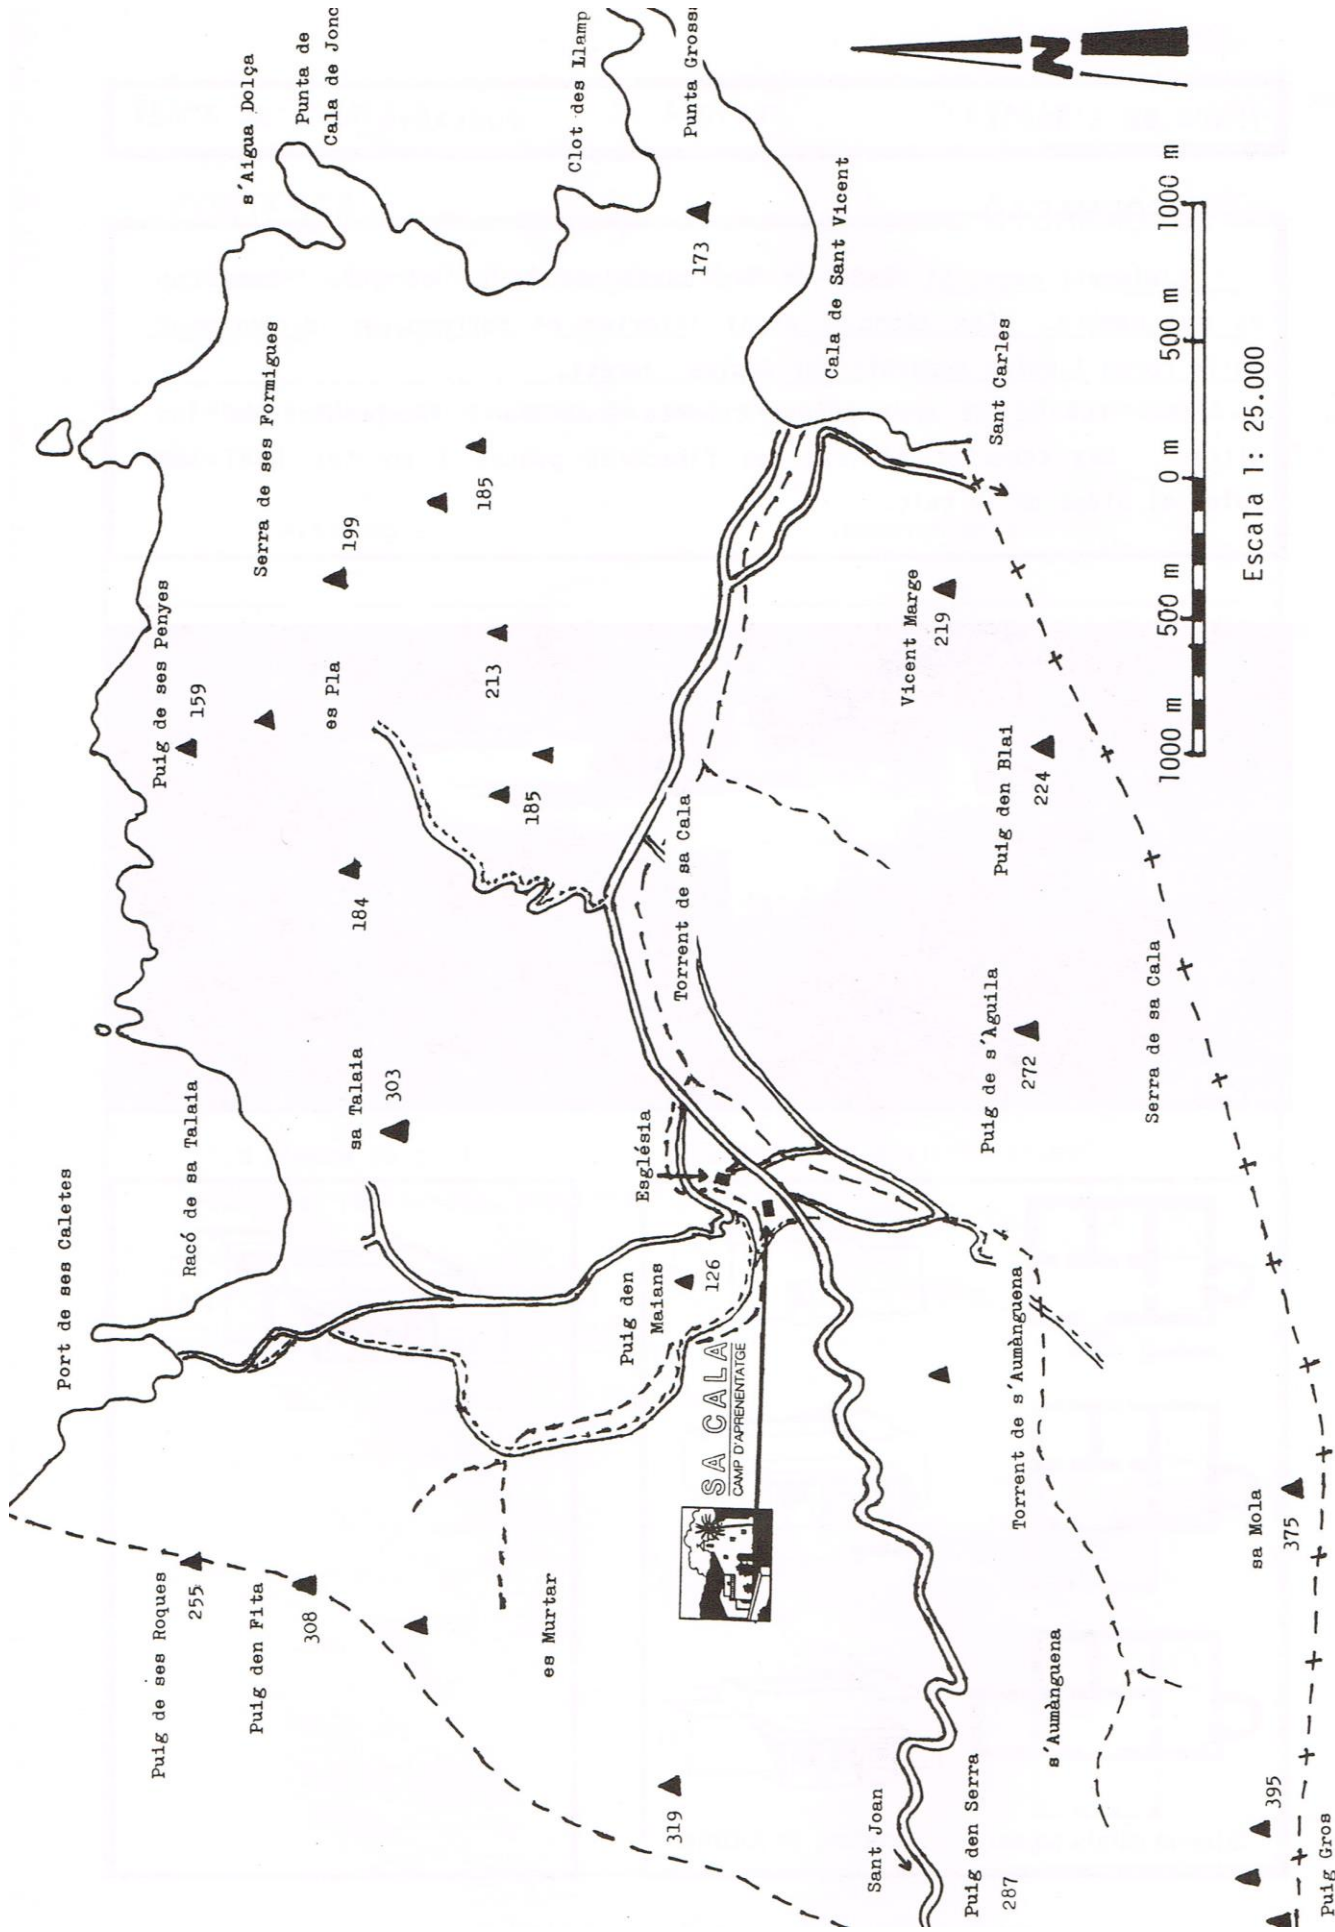 Port de ses Caletes
Racó de sa Talaia
Puig de ses Roques
255
Puig den Fita
308
es Murtar
319
Sant Joan
Puig den Serra
287
s'Aumànguena
Torrent de s'Aumànguena
sa Mola
375
395
Puig Gros
SA CALA
CAMP D'APRENENTATGE
Puig den
Maians
126
Església
sa Talaia
303
184
Puig de ses Penyes
159
es Pla
Serra de ses Formigues
199
185
213
185
s'Aigua Dolça
Punta de
Cala de Jonc
Clot des Llamp
Punta Gross
173
Cala de Sant Vicent
Sant Carles
Torrent de sa Cala
Vicent Marge
219
Puig den Blai
224
Puig de s'Aguila
272
Serra de sa Cala
N
1000 m
500 m
0 m
500 m
1000 m
Escala 1: 25.000